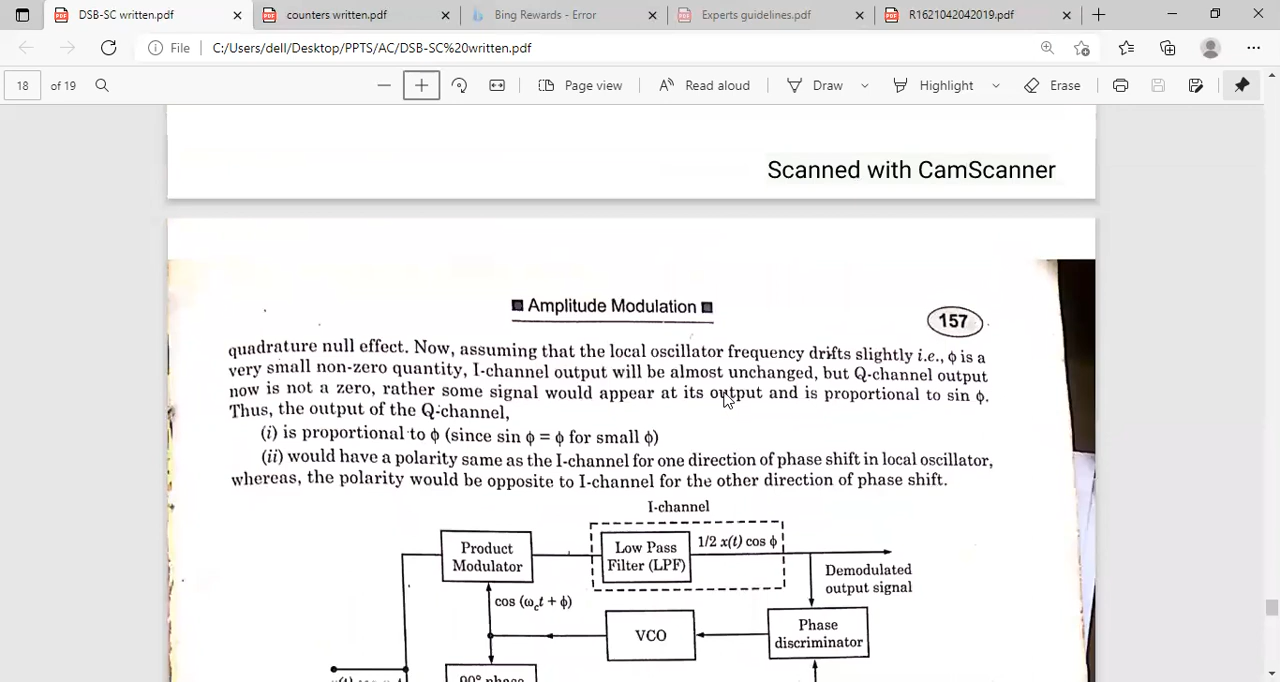 DSB-SC written.pdf
counters written.pdf
Bing Rewards - Error
Experts guidelines.pdf
R1621042042019.pdf
File
C:/Users/dell/Desktop/PPTS/AC/DSB-SC%20written.pdf
18 of 19
Page view
Read aloud
Draw
Highlight
Erase
Scanned with CamScanner
Amplitude Modulation
157
quadrature null effect. Now, assuming that the local oscillator frequency drifts slightly i.e., ϕ is a
very small non-zero quantity, I-channel output will be almost unchanged, but Q-channel output
now is not a zero, rather some signal would appear at its output and is proportional to sin ϕ.
Thus, the output of the Q-channel,
(i) is proportional to ϕ (since sin ϕ = ϕ for small ϕ)
(ii) would have a polarity same as the I-channel for one direction of phase shift in local oscillator,
whereas, the polarity would be opposite to I-channel for the other direction of phase shift.
I-channel
Product
Modulator
Low Pass
Filter (LPF)
1/2 x(t) cos ϕ
Demodulated
output signal
cos (ωct + ϕ)
VCO
Phase
discriminator
90° phase